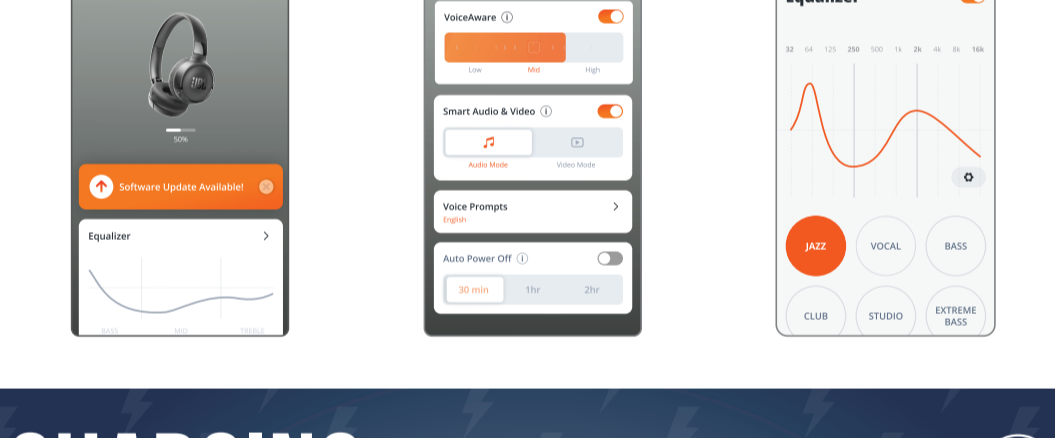 JBL
50%
Software Update Available!
Equalizer
BASS MID TREBLE
VoiceAware
Low Mid High
Smart Audio & Video
Audio Mode Video Mode
Voice Prompts
English
Auto Power Off
30 min 1hr 2hr
Equalizer
32 64 125 250 500 1k 2k 4k 8k 16k
JAZZ VOCAL BASS
CLUB STUDIO EXTREME
BASS
CHARGING